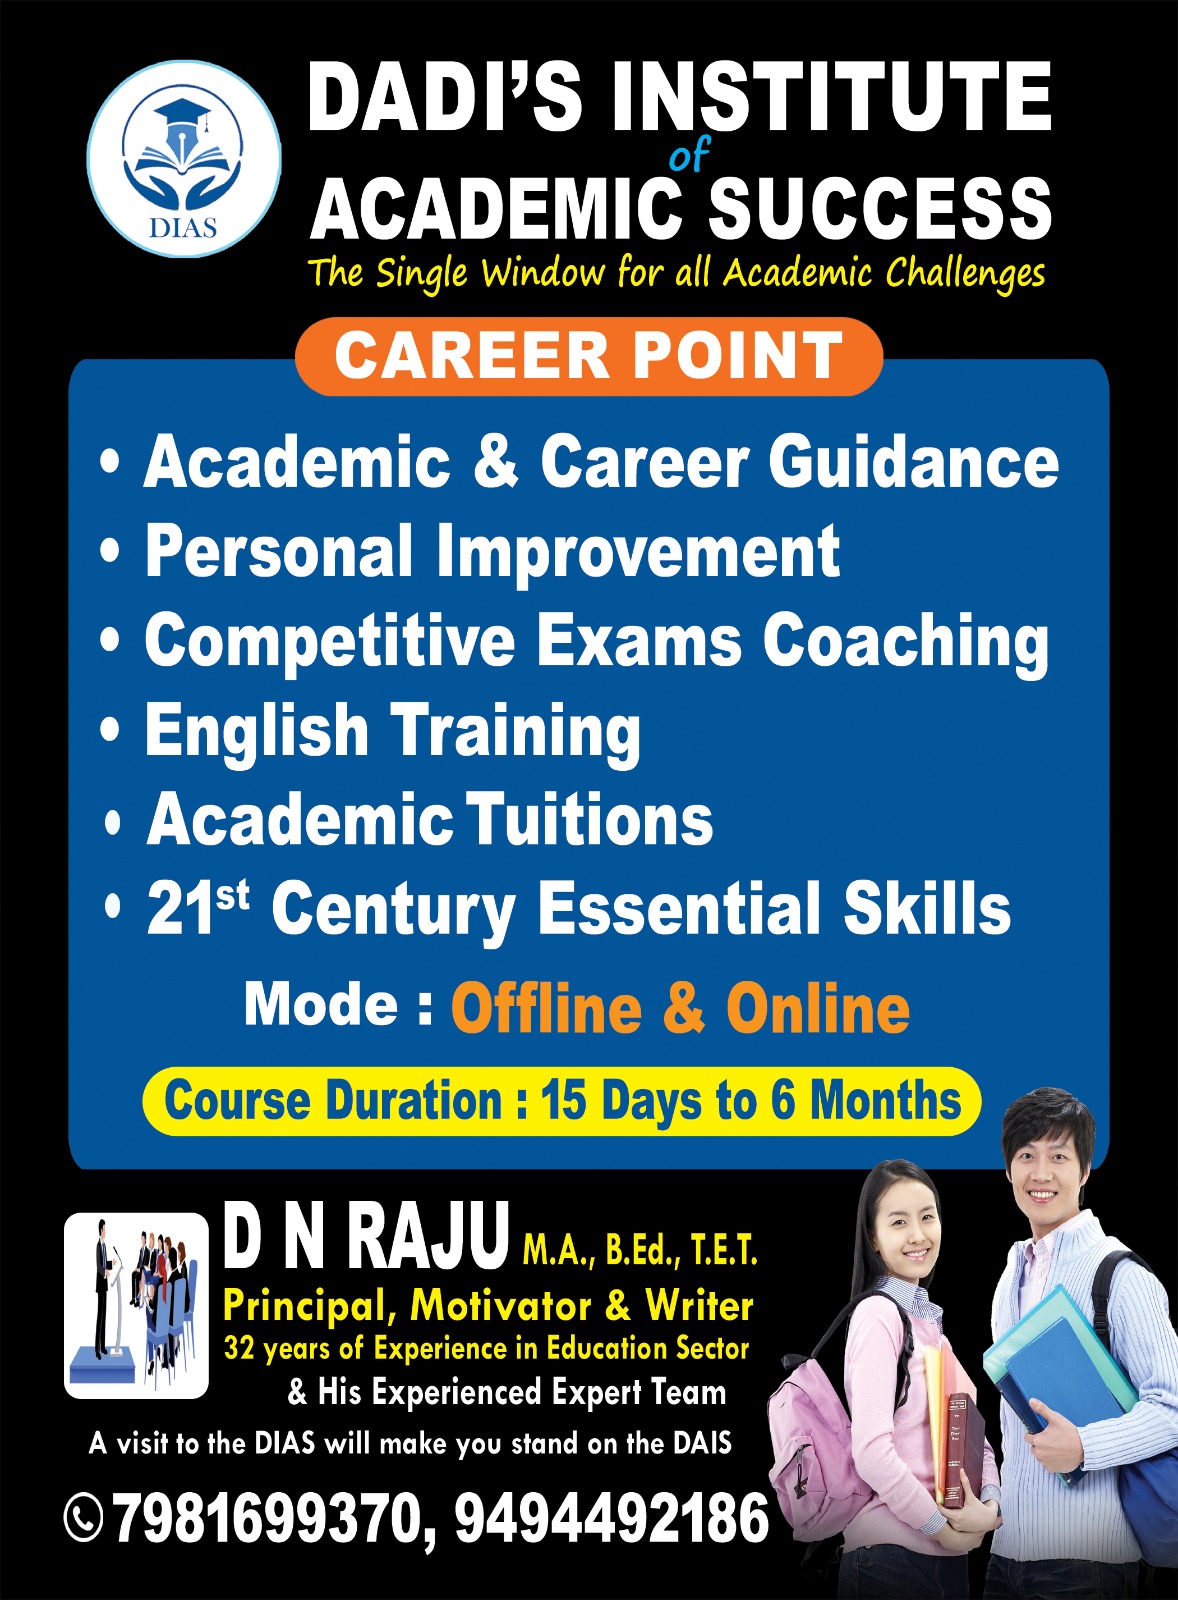 DIAS
DADI'S INSTITUTE
of
ACADEMIC SUCCESS
The Single Window for all Academic Challenges
CAREER POINT
• Academic & Career Guidance
• Personal Improvement
• Competitive Exams Coaching
• English Training
• Academic Tuitions
• 21st Century Essential Skills
Mode : Offline & Online
Course Duration : 15 Days to 6 Months
D N RAJU M.A., B.Ed., T.E.T.
Principal, Motivator & Writer
32 years of Experience in Education Sector
& His Experienced Expert Team
A visit to the DIAS will make you stand on the DAIS
7981699370, 9494492186